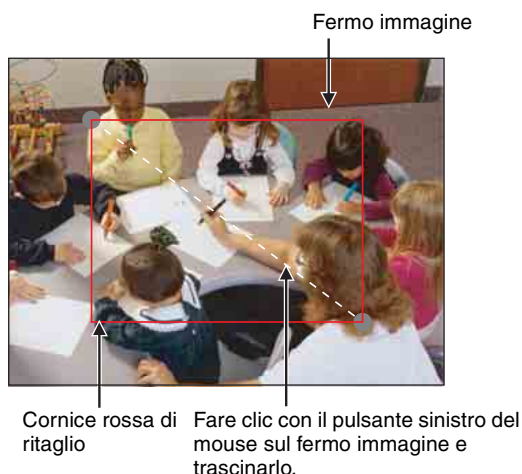 Fermo immagine
Cornice rossa di
ritaglio
Fare clic con il pulsante sinistro del
mouse sul fermo immagine e
trascinarlo.